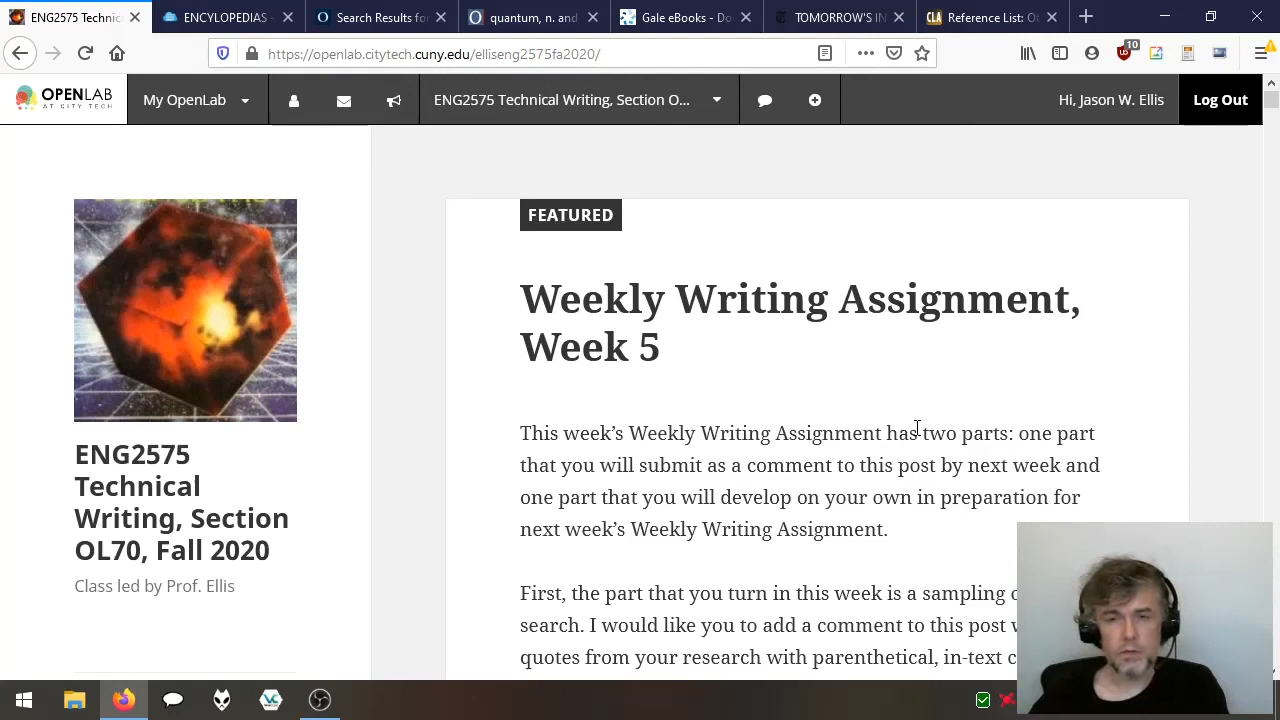 ENG2575 Technic
ENCYLOPEDIAS -
Search Results for
quantum, n. and
Gale eBooks - Do
TOMORROW'S IN
CLA
Reference List: Ot
https://openlab.citytech.cuny.edu/elliseng2575fa2020/
10
OPENLAB
AT CITY TECH
My OpenLab
ENG2575 Technical Writing, Section O...
Hi, Jason W. Ellis
Log Out
FEATURED
Weekly Writing Assignment,
Week 5
This week's Weekly Writing Assignment has two parts: one part
that you will submit as a comment to this post by next week and
one part that you will develop on your own in preparation for
next week's Weekly Writing Assignment.
First, the part that you turn in this week is a sampling
search. I would like you to add a comment to this post
quotes from your research with parenthetical, in-text
ENG2575
Technical
Writing, Section
OL70, Fall 2020
Class led by Prof. Ellis